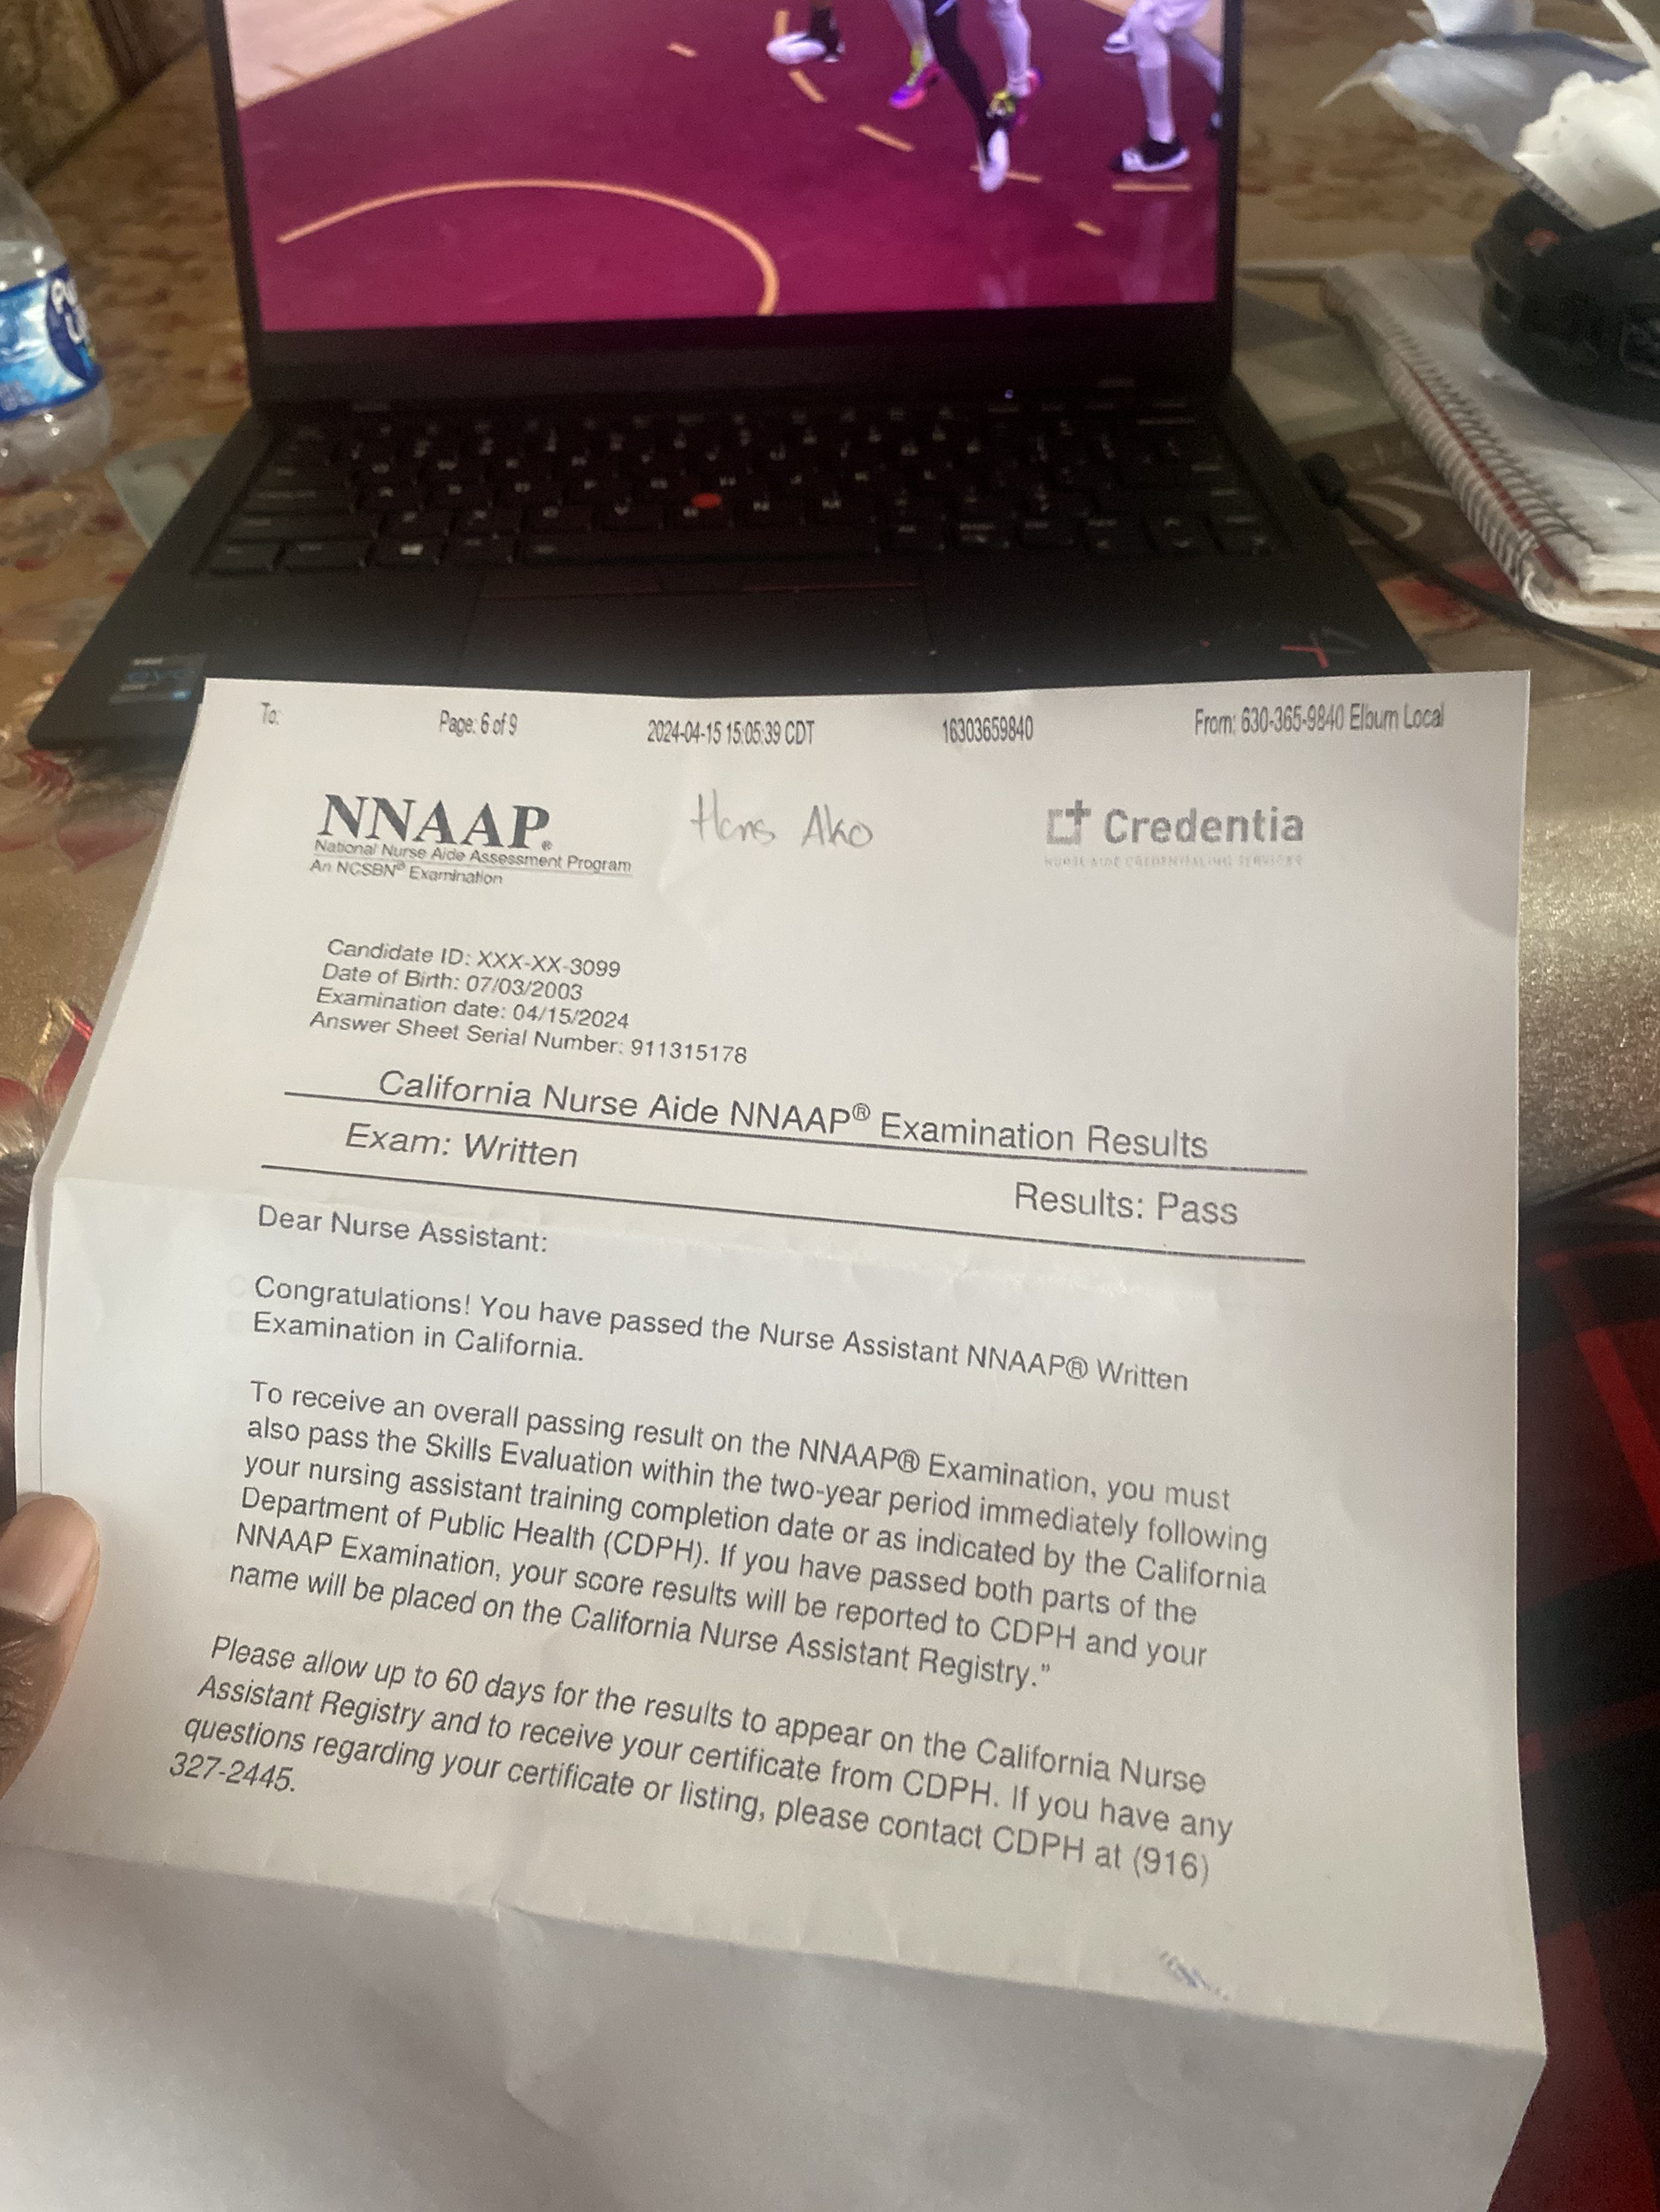 To:
Page: 6 of 9
2024-04-15 15:05:39 CDT
16303659840
From: 630-365-9840 Elburn Local
NNAAP®
National Nurse Aide Assessment Program
An NCSBN® Examination
Hans Ako
Credentia
NURSE AIDE CREDENTIALING SERVICES
Candidate ID: XXX-XX-3099
Date of Birth: 07/03/2003
Examination date: 04/15/2024
Answer Sheet Serial Number: 911315178
California Nurse Aide NNAAP® Examination Results
Exam: Written
Results: Pass
Dear Nurse Assistant:
Congratulations! You have passed the Nurse Assistant NNAAP® Written
Examination in California.
To receive an overall passing result on the NNAAP® Examination, you must
also pass the Skills Evaluation within the two-year period immediately following
your nursing assistant training completion date or as indicated by the California
Department of Public Health (CDPH). If you have passed both parts of the
NNAAP Examination, your score results will be reported to CDPH and your
name will be placed on the California Nurse Assistant Registry.”
Please allow up to 60 days for the results to appear on the California Nurse
Assistant Registry and to receive your certificate from CDPH. If you have any
questions regarding your certificate or listing, please contact CDPH at (916)
327-2445.